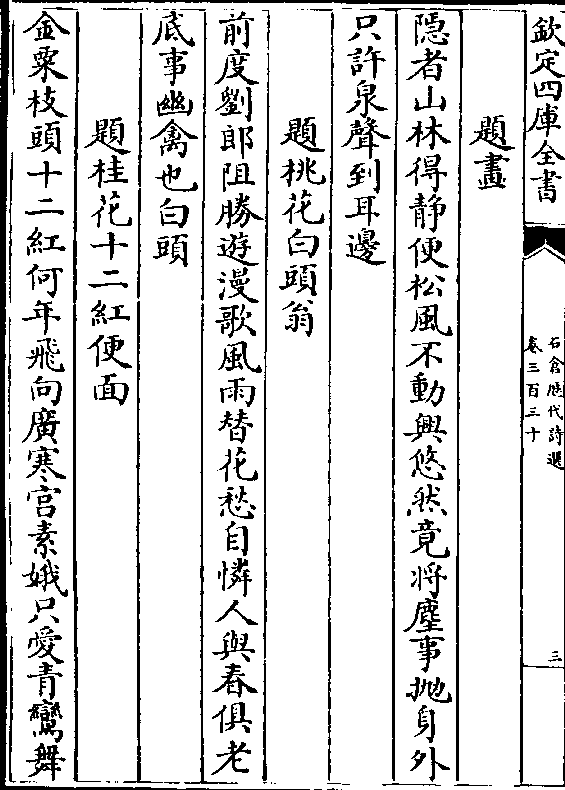 欽定四庫全書
石倉歴代詩選
卷三百三十
三
題畫
隠者山林得静便松風不動興悠然竟將塵事拋身外
只許泉聲到耳邊
題桃花白頭翁
前度劉郎阻勝遊漫歌風雨替花愁自憐人與春俱老
底事幽禽也白頭
題桂花十二紅便面
金粟枝頭十二紅何年飛向廣寒宫素娥只愛青鸞舞